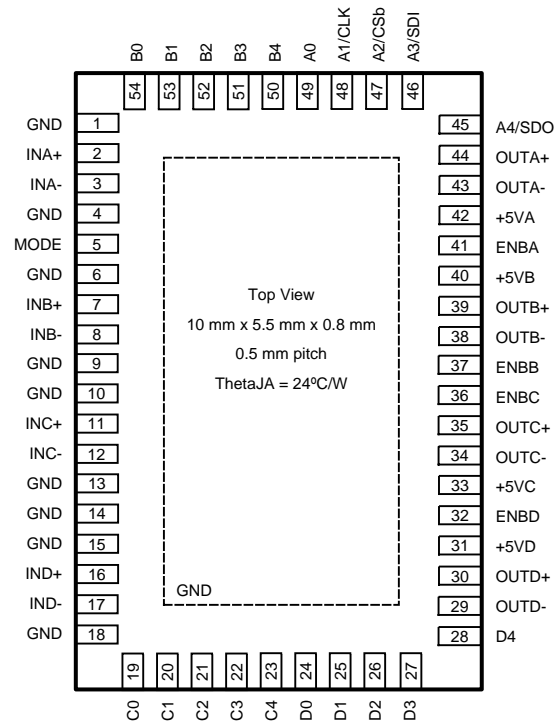 B0
B1
B2
B3
B4
A0
A1/CLK
A2/CSb
A3/SDI
54
53
52
51
50
49
48
47
46
GND 1
INA+ 2
INA- 3
GND 4
MODE 5
GND 6
INB+ 7
INB- 8
GND 9
GND 10
INC+ 11
INC- 12
GND 13
GND 14
GND 15
IND+ 16
IND- 17
GND 18
Top View
10 mm x 5.5 mm x 0.8 mm
0.5 mm pitch
ThetaJA = 24ºC/W
GND
45 A4/SDO
44 OUTA+
43 OUTA-
42 +5VA
41 ENBA
40 +5VB
39 OUTB+
38 OUTB-
37 ENBB
36 ENBC
35 OUTC+
34 OUTC-
33 +5VC
32 ENBD
31 +5VD
30 OUTD+
29 OUTD-
28 D4
19
20
21
22
23
24
25
26
27
C0
C1
C2
C3
C4
D0
D1
D2
D3